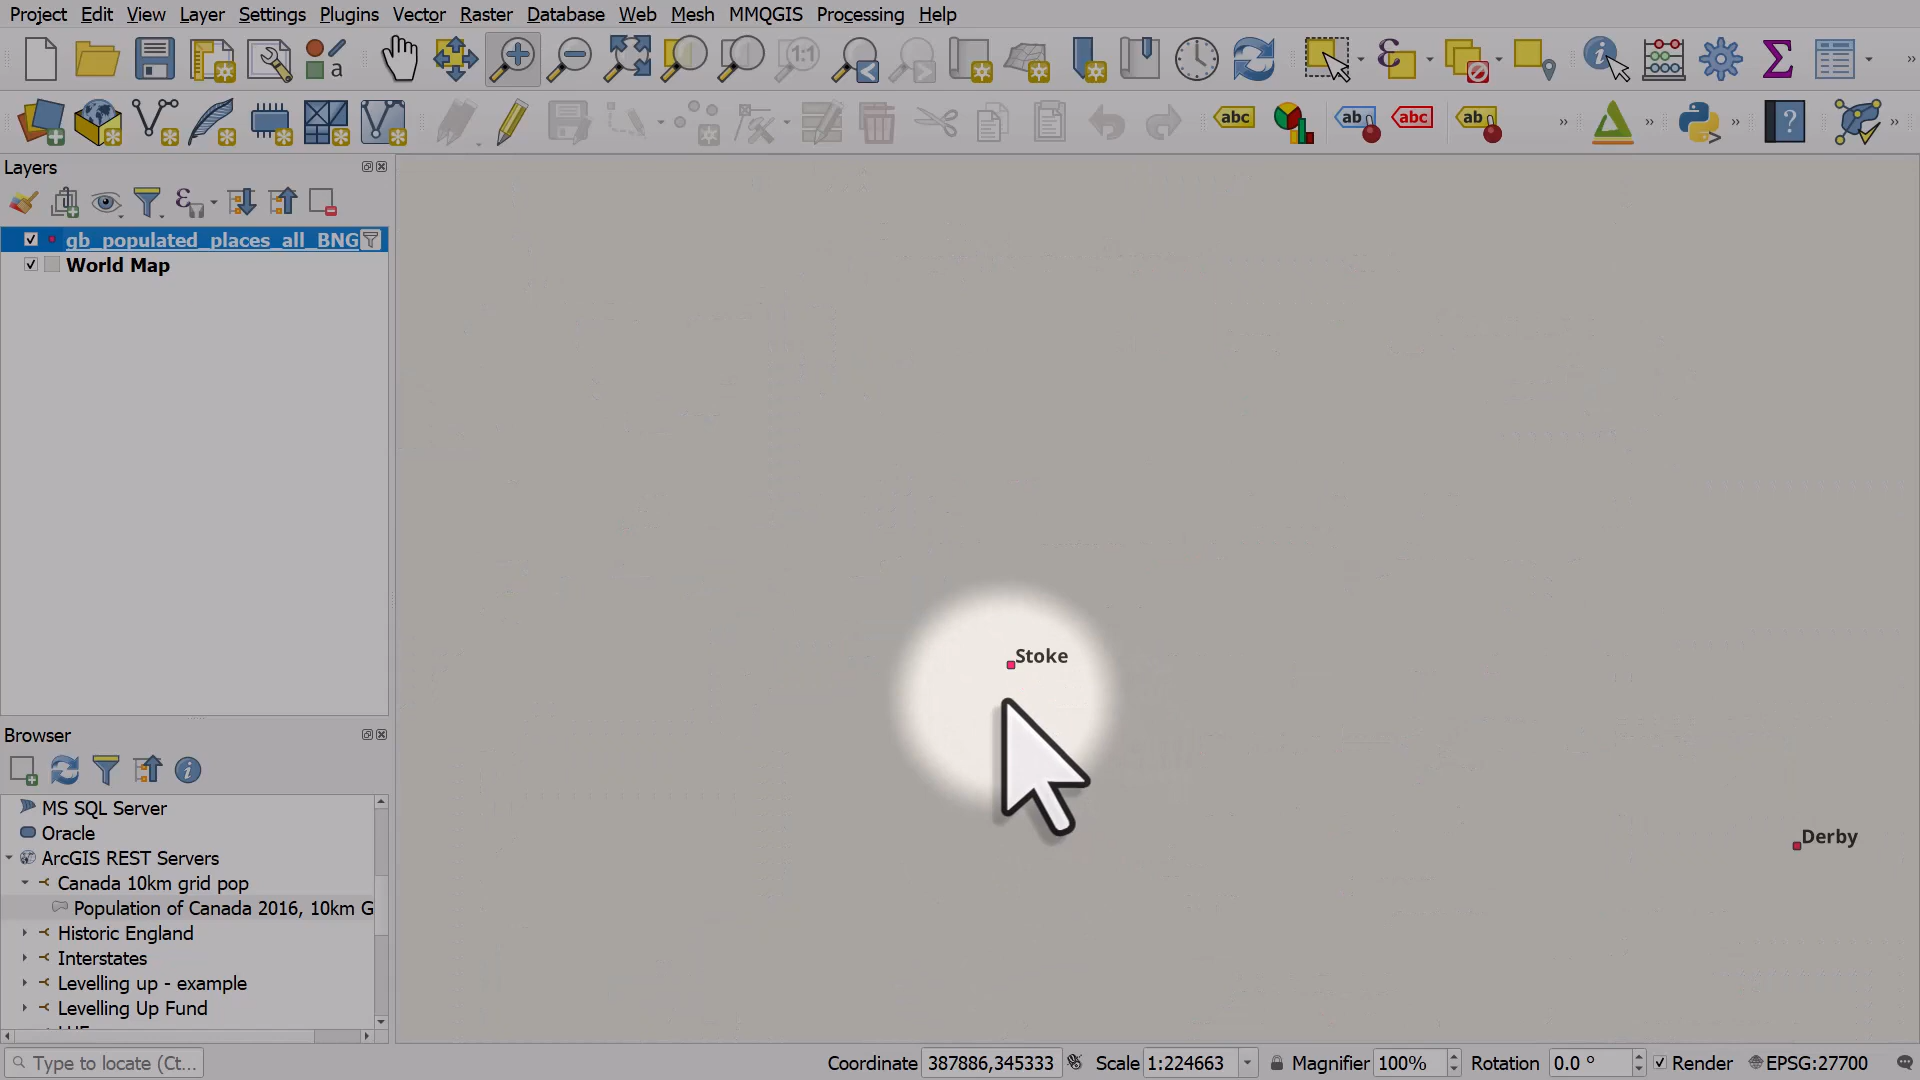 Project Edit View Layer Settings Plugins Vector Raster Database Web Mesh MMQGIS Processing Help
1:1
a
abc ab abc ab
Layers
gb_populated_places_all_BNG
World Map
Stoke
Derby
Browser
MS SQL Server
Oracle
ArcGIS REST Servers
Canada 10km grid pop
Population of Canada 2016, 10km G
Historic England
Interstates
Levelling up - example
Levelling Up Fund
Type to locate (Ct... Coordinate 387886,345333 Scale 1:224663 Magnifier 100% Rotation 0.0 ° Render EPSG:27700